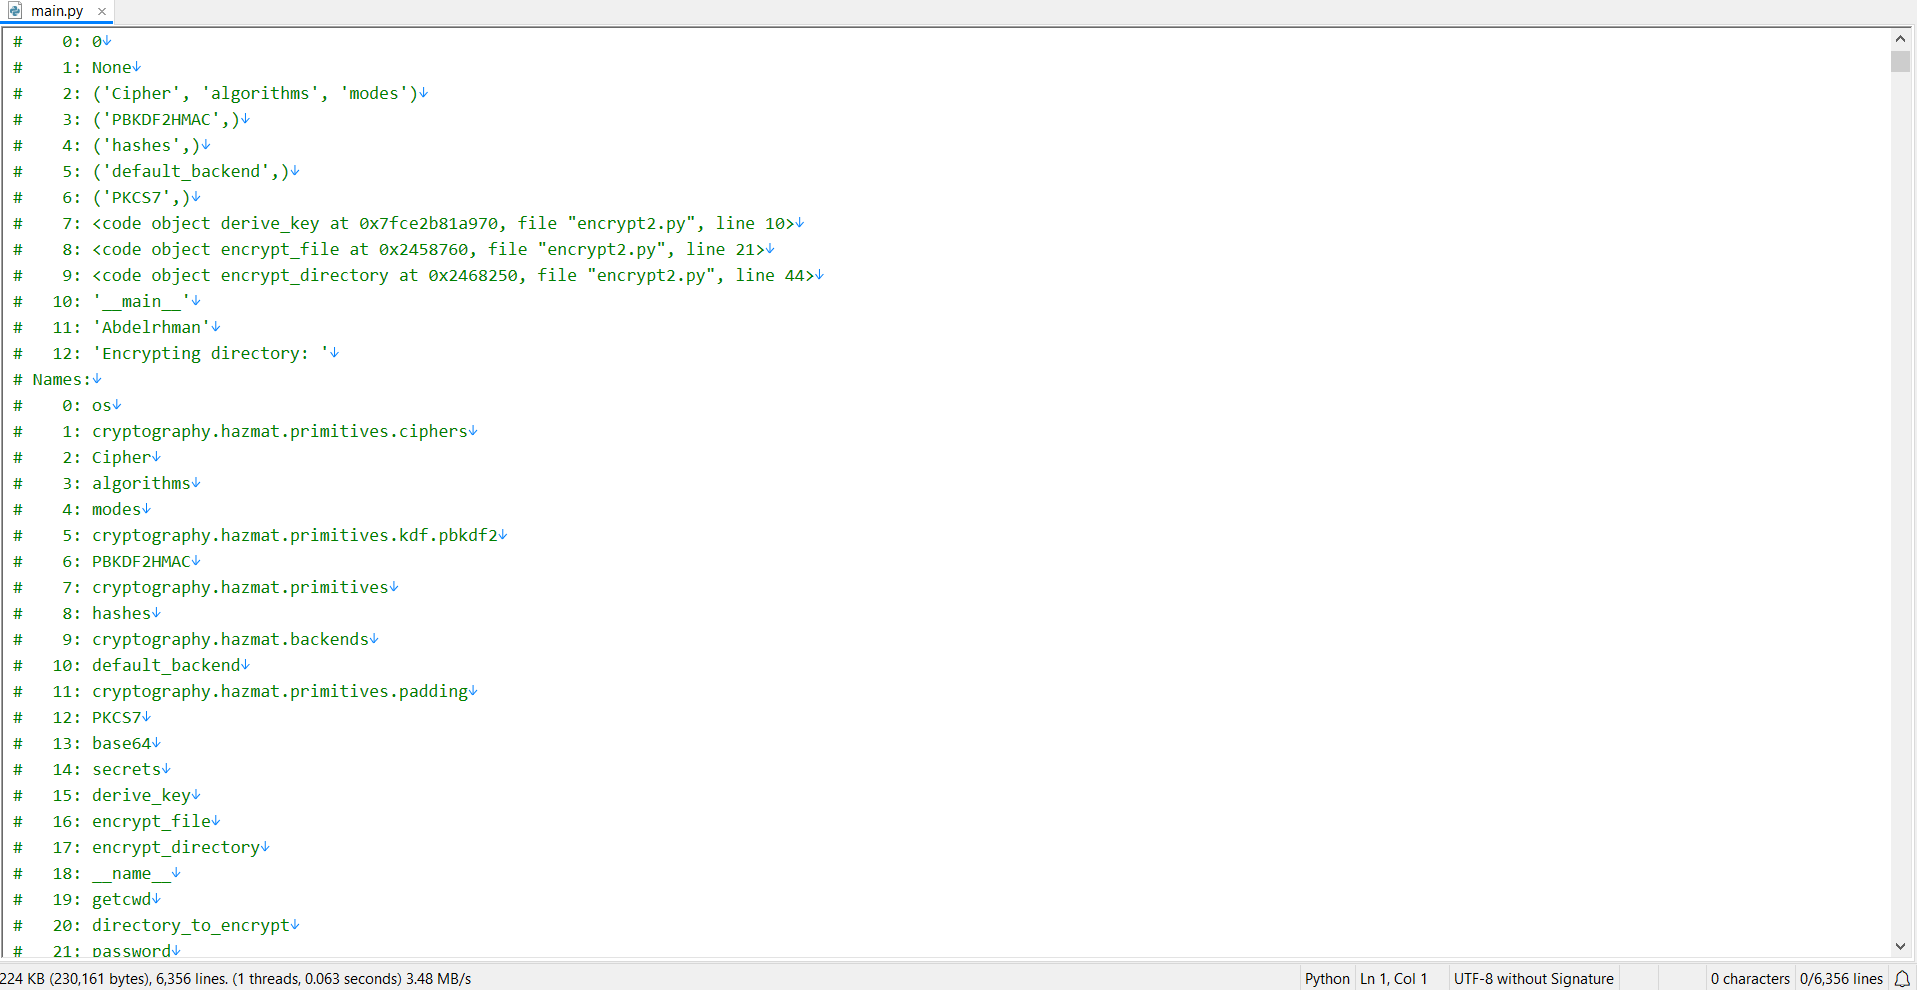 main.py
#    0: 0↓
#    1: None↓
#    2: ('Cipher', 'algorithms', 'modes')↓
#    3: ('PBKDF2HMAC',)↓
#    4: ('hashes',)↓
#    5: ('default_backend',)↓
#    6: ('PKCS7',)↓
#    7: <code object derive_key at 0x7fce2b81a970, file "encrypt2.py", line 10>↓
#    8: <code object encrypt_file at 0x2458760, file "encrypt2.py", line 21>↓
#    9: <code object encrypt_directory at 0x2468250, file "encrypt2.py", line 44>↓
#   10: '__main__'↓
#   11: 'Abdelrhman'↓
#   12: 'Encrypting directory: '↓
# Names:↓
#    0: os↓
#    1: cryptography.hazmat.primitives.ciphers↓
#    2: Cipher↓
#    3: algorithms↓
#    4: modes↓
#    5: cryptography.hazmat.primitives.kdf.pbkdf2↓
#    6: PBKDF2HMAC↓
#    7: cryptography.hazmat.primitives↓
#    8: hashes↓
#    9: cryptography.hazmat.backends↓
#   10: default_backend↓
#   11: cryptography.hazmat.primitives.padding↓
#   12: PKCS7↓
#   13: base64↓
#   14: secrets↓
#   15: derive_key↓
#   16: encrypt_file↓
#   17: encrypt_directory↓
#   18: __name__↓
#   19: getcwd↓
#   20: directory_to_encrypt↓
#   21: password↓
224 KB (230,161 bytes), 6,356 lines. (1 threads, 0.063 seconds) 3.48 MB/s Python Ln 1, Col 1 UTF-8 without Signature 0 characters 0/6,356 lines